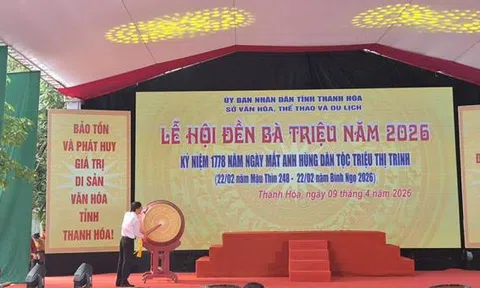 ỦY BAN NHÂN DÂN TỈNH THANH HÓA
SỞ VĂN HÓA, THỂ THAO VÀ DU LỊCH
LỄ HỘI ĐỀN BÀ TRIỆU NĂM 2026
KỶ NIỆM 1778 NĂM NGÀY MẤT ANH HÙNG DÂN TỘC TRIỆU THỊ TRINH
(22/02 năm Mậu Thìn 248 - 22/02 năm Bính Ngọ 2026)
Thanh Hóa, ngày 09 tháng 4 năm 2026
BẢO TỒN
VÀ PHÁT HUY
GIÁ TRỊ
DI SẢN
VĂN HÓA
TỈNH
THANH HÓA!